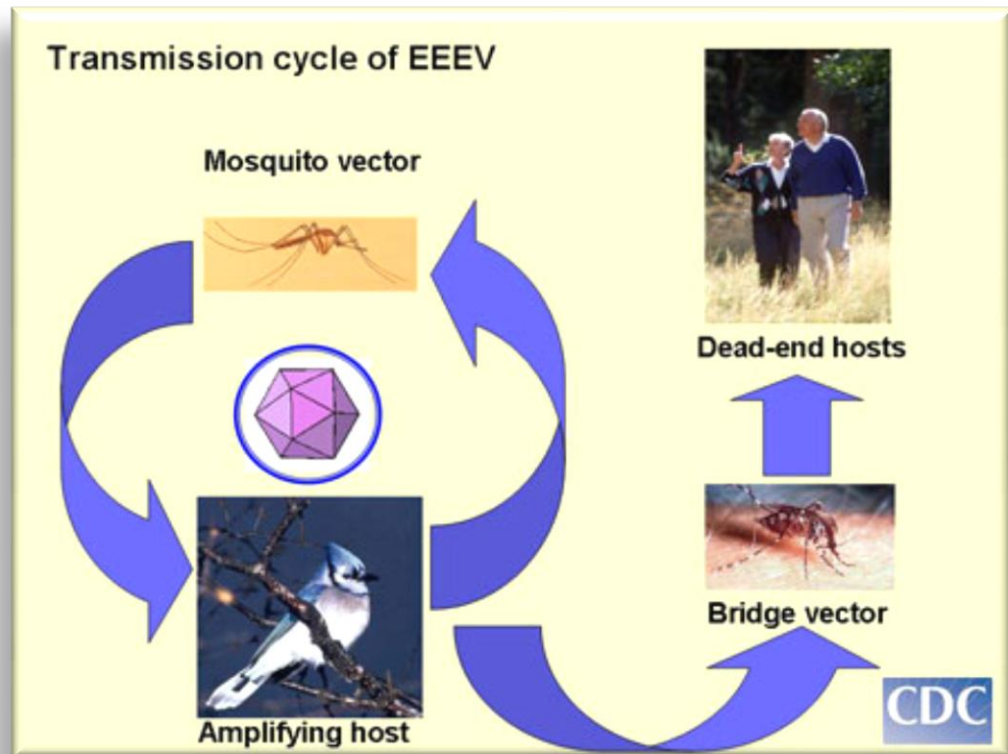 Transmission cycle of EEEV
Mosquito vector
Dead-end hosts
Bridge vector
Amplifying host
CDC